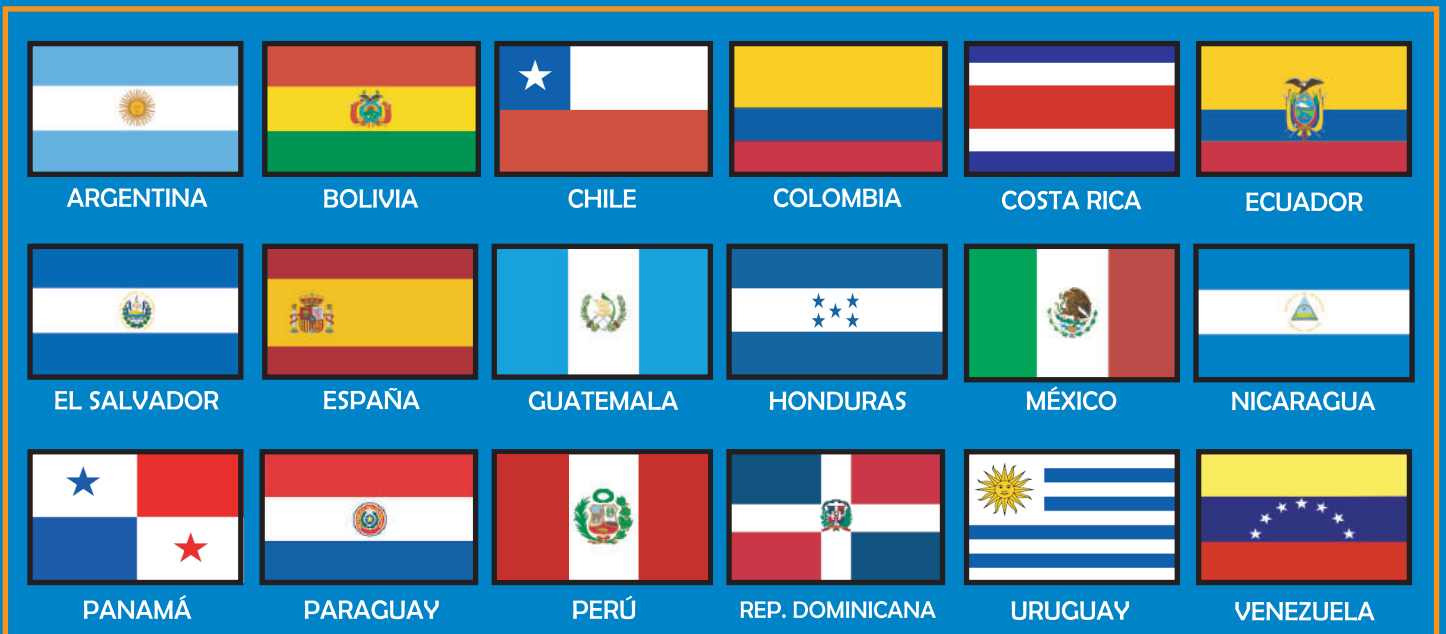 ARGENTINA
BOLIVIA
CHILE
COLOMBIA
COSTA RICA
ECUADOR
EL SALVADOR
ESPAÑA
GUATEMALA
HONDURAS
MÉXICO
NICARAGUA
PANAMÁ
PARAGUAY
PERÚ
REP. DOMINICANA
URUGUAY
VENEZUELA